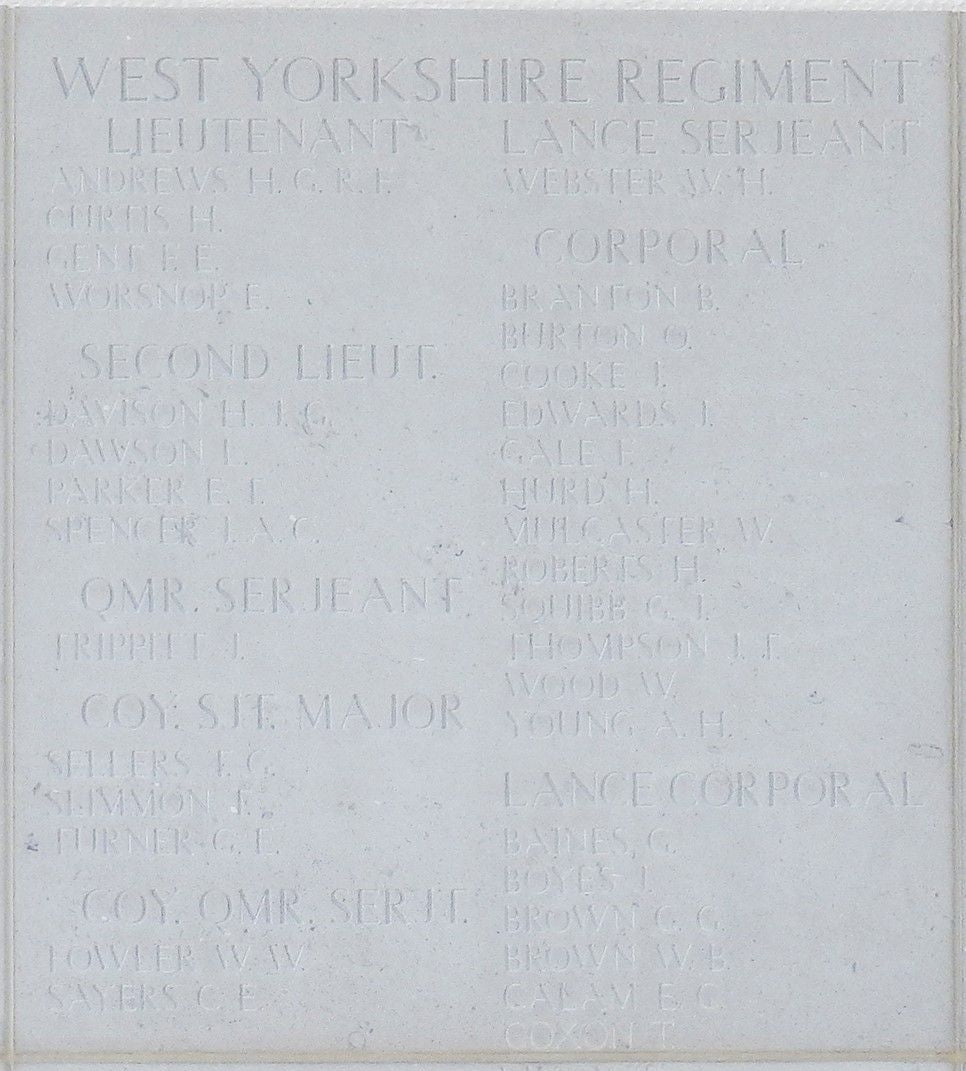 WEST YORKSHIRE REGIMENT
LIEUTENANT
ANDREWS H. G. R. F.
CURTIS H.
GENT F. E.
WORSNOP E.
SECOND LIEUT.
DAVISON H. J. G.
DAWSON L.
PARKER E. T.
SPENCER J. A. C.
QMR. SERJEANT
TRIPPITT J.
COY. SJT. MAJOR
SELLERS F. G.
SLIMMON
TURNER G. T.
COY. QMR. SERJT.
FOWLER W. W.
SAYERS C. E.
LANCE SERJEANT
WEBSTER W. H.
CORPORAL
BRANTON B.
BURTON O.
COOKE J.
EDWARDS J.
GALE F.
HURD H.
MULCASTER W.
ROBERTS H.
SQUIBB G. J.
THOMPSON J. T.
WOOD W.
YOUNG A. H.
LANCE CORPORAL
BAINES, G.
BOYES J.
BROWN G. G.
BROWN W. B.
CALAM E. G.
COXON T.